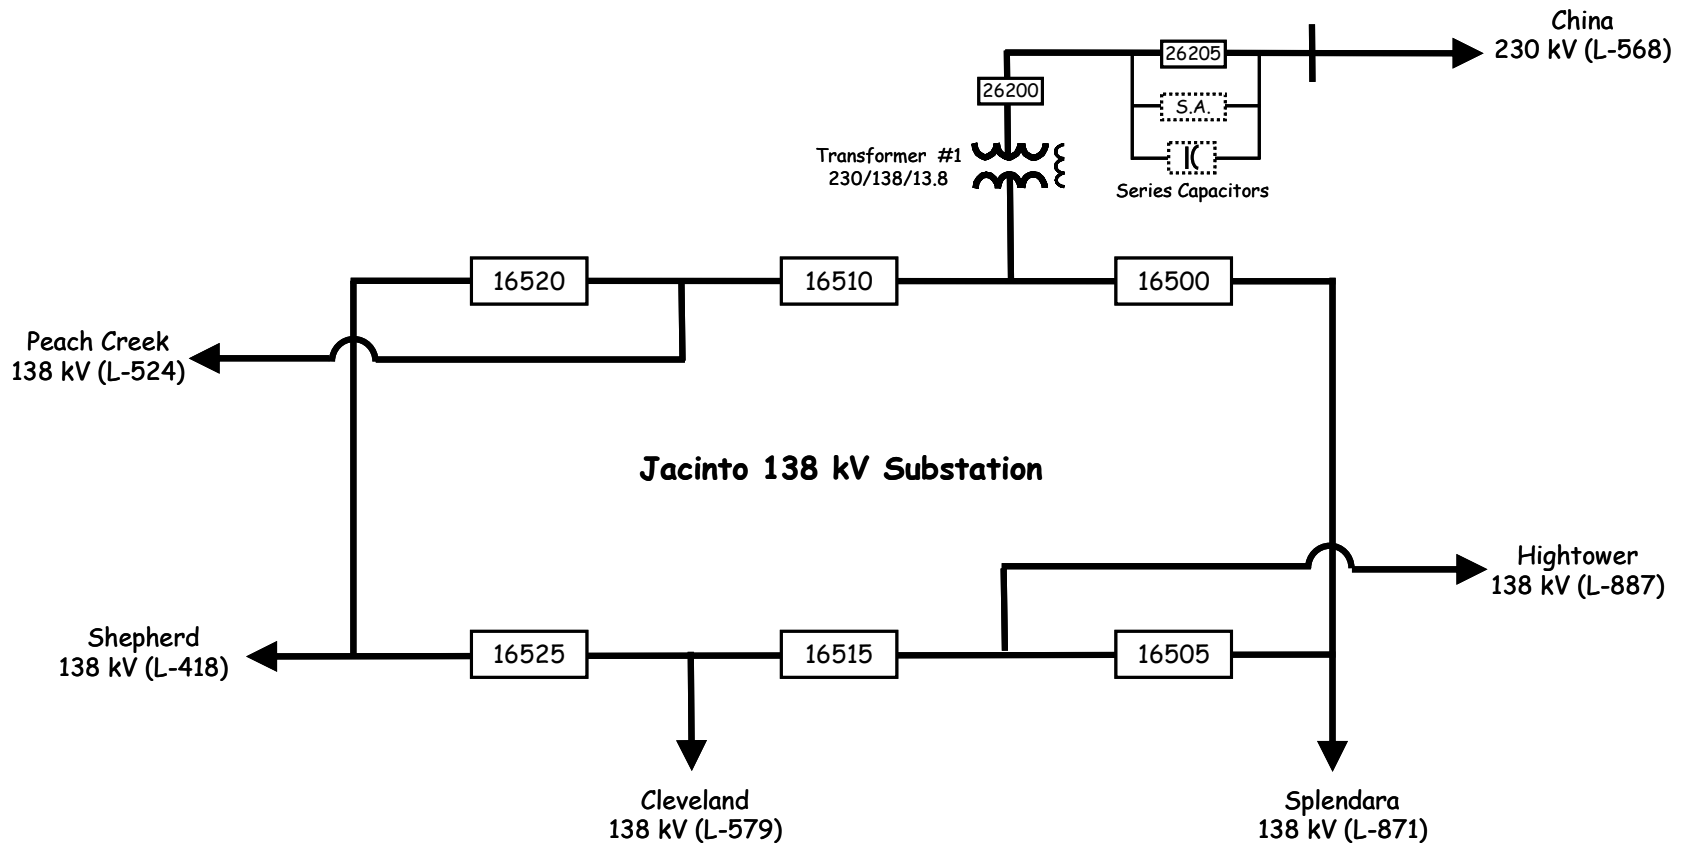 China
230 kV (L-568)
26205
26200
S.A.
Transformer #1
230/138/13.8
Series Capacitors
16520
16510
16500
Peach Creek
138 kV (L-524)
Jacinto 138 kV Substation
Hightower
138 kV (L-887)
Shepherd
138 kV (L-418)
16525
16515
16505
Cleveland
138 kV (L-579)
Splendara
138 kV (L-871)